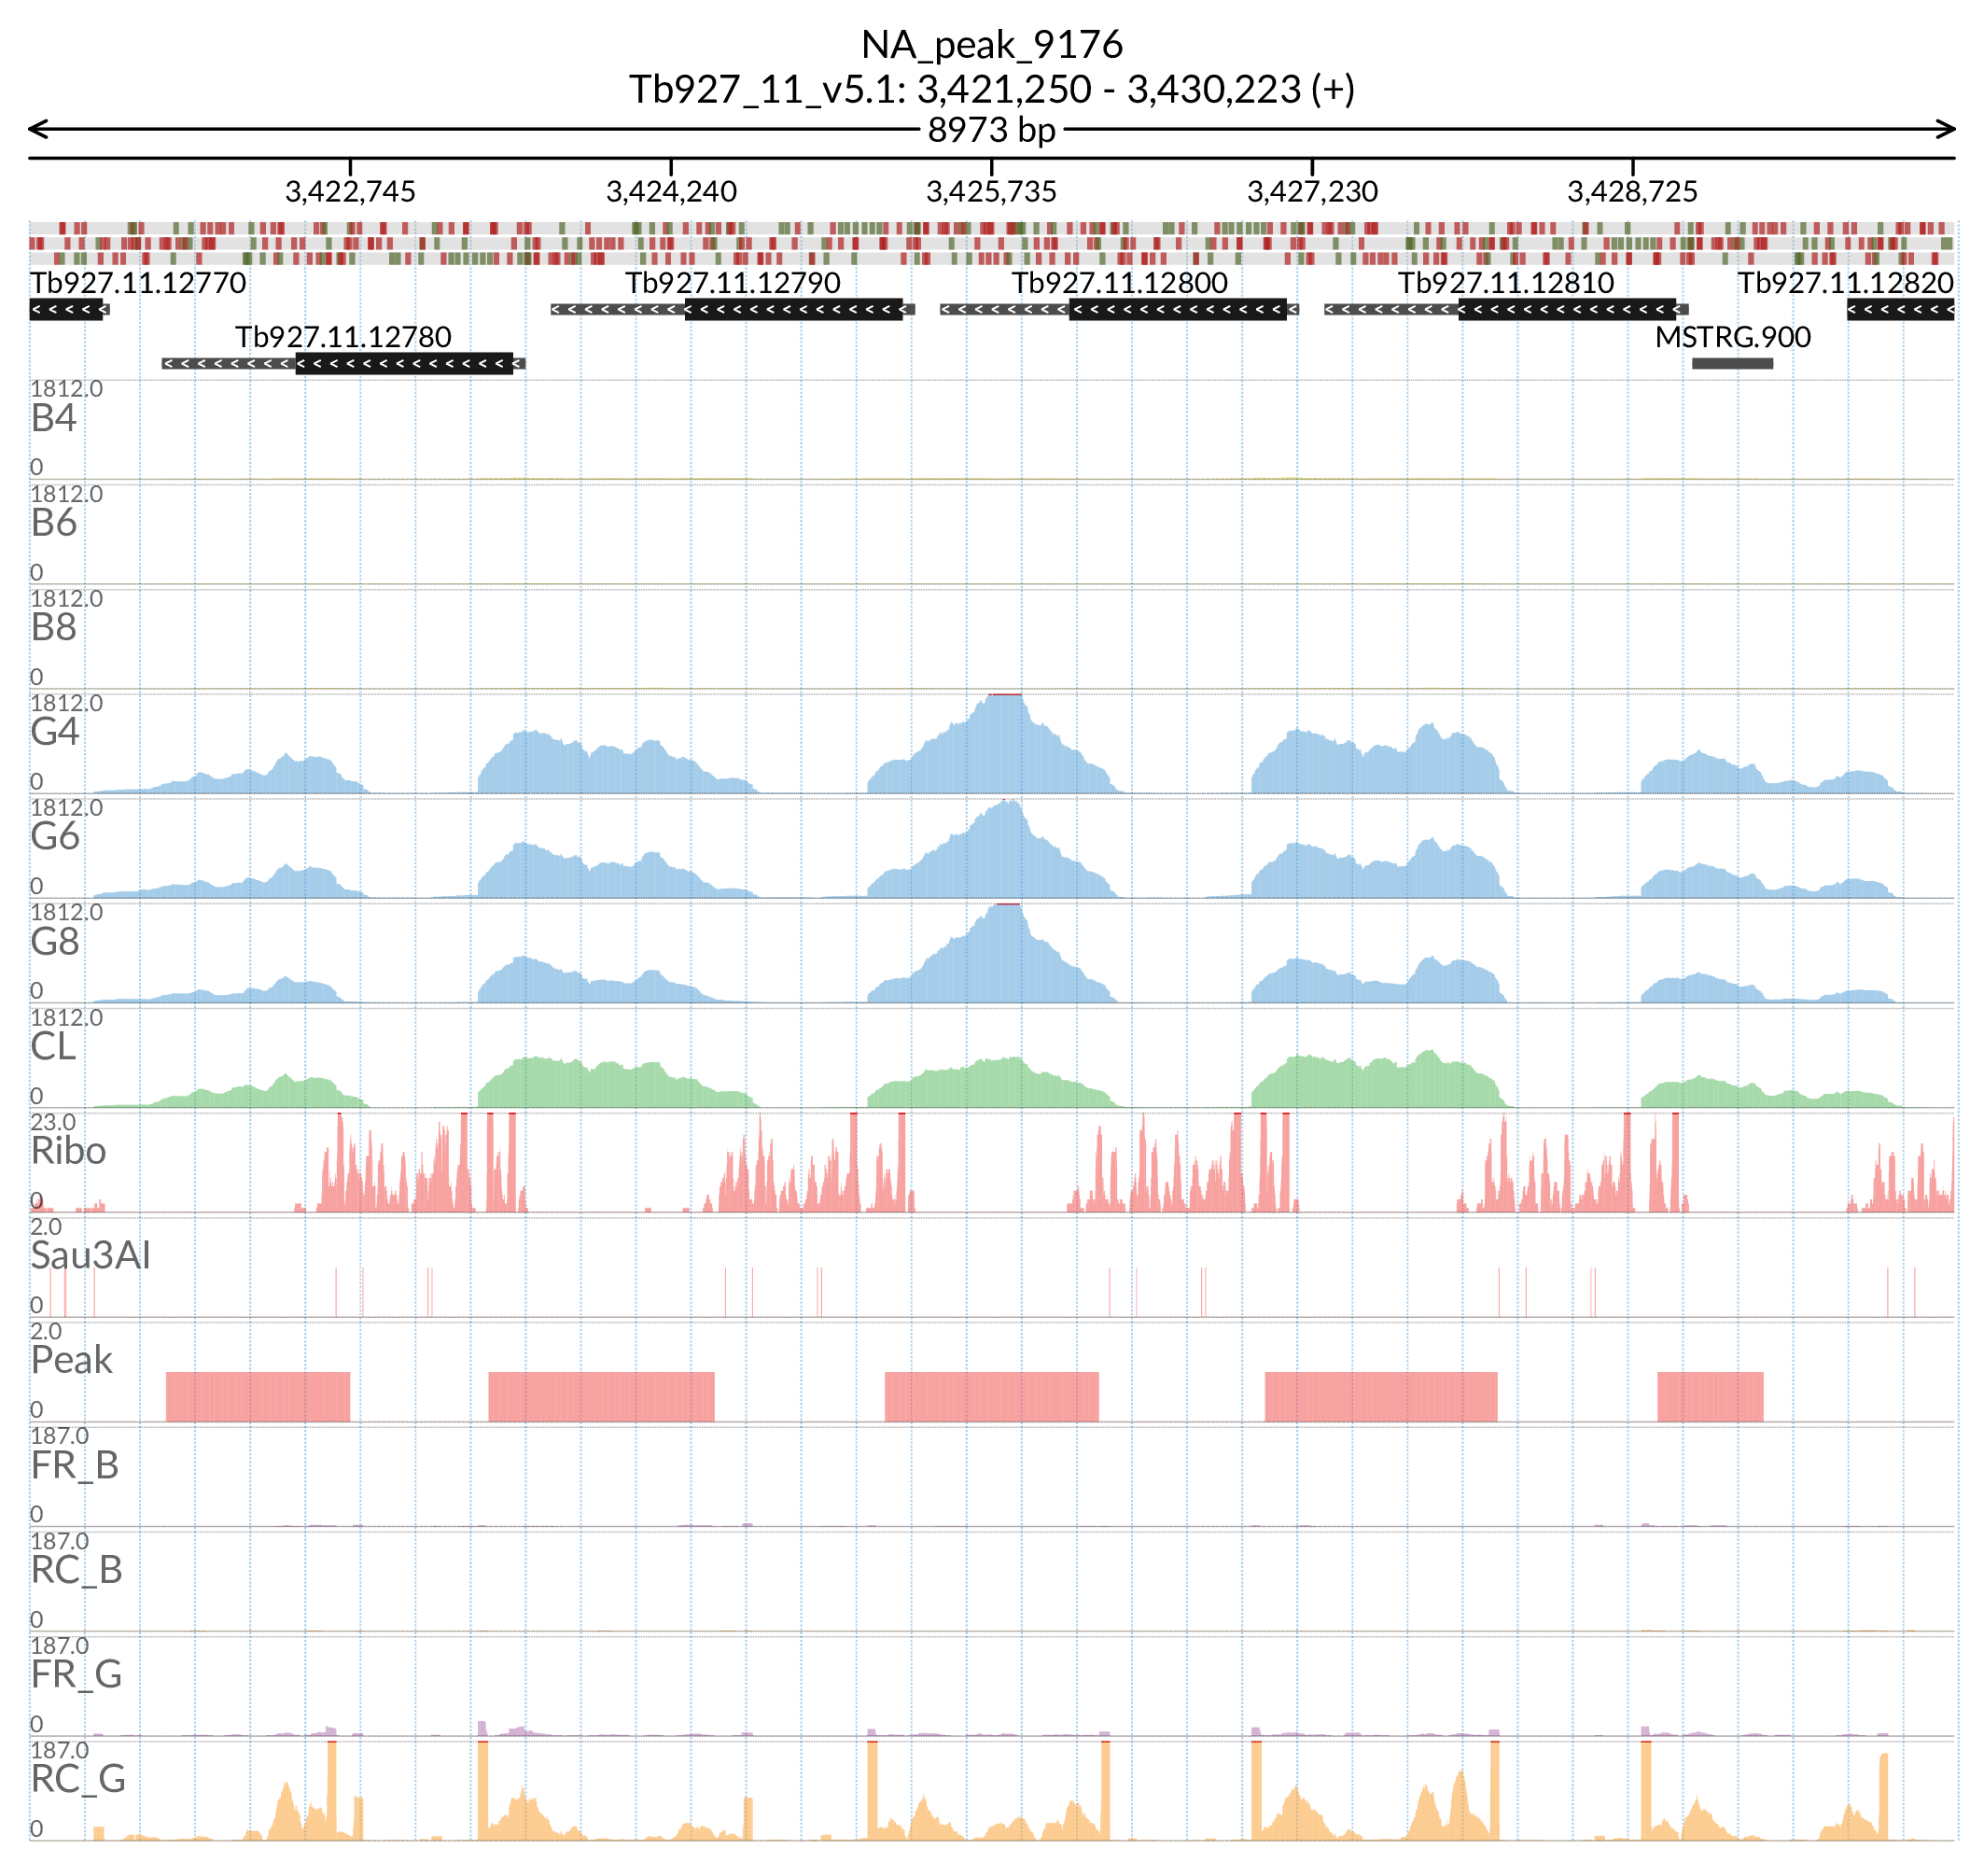 NA_peak_9176
Tb927_11_v5.1: 3,421,250 - 3,430,223 (+)
8973 bp
3,422,745 3,424,240 3,425,735 3,427,230 3,428,725
Tb927.11.12770 Tb927.11.12790 Tb927.11.12800 Tb927.11.12810 Tb927.11.12820
Tb927.11.12780 MSTRG.900
1812.0
B4
0
1812.0
B6
0
1812.0
B8
0
1812.0
G4
0
1812.0
G6
0
1812.0
G8
0
1812.0
CL
0
23.0
Ribo
0
2.0
Sau3AI
0
2.0
Peak
0
187.0
FR_B
0
187.0
RC_B
0
187.0
FR_G
0
187.0
RC_G
0